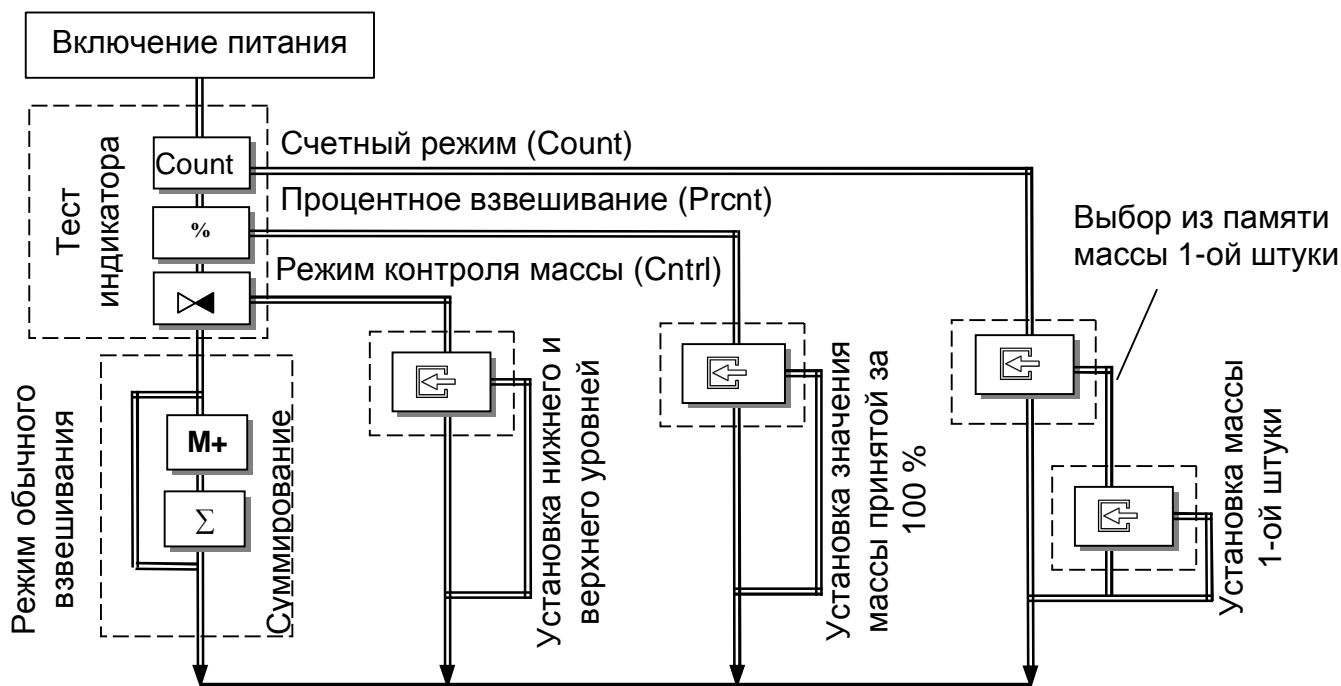 Включение питания
Тест
индикатора
Count
%
Счетный режим (Count)
Процентное взвешивание (Prcnt)
Режим контроля массы (Cntrl)
Выбор из памяти
массы 1-ой штуки
Режим обычного
взвешивания
M+
Σ
Суммирование
Установка нижнего и
верхнего уровней
Установка значения
массы принятой за
100 %
Установка массы
1-ой штуки